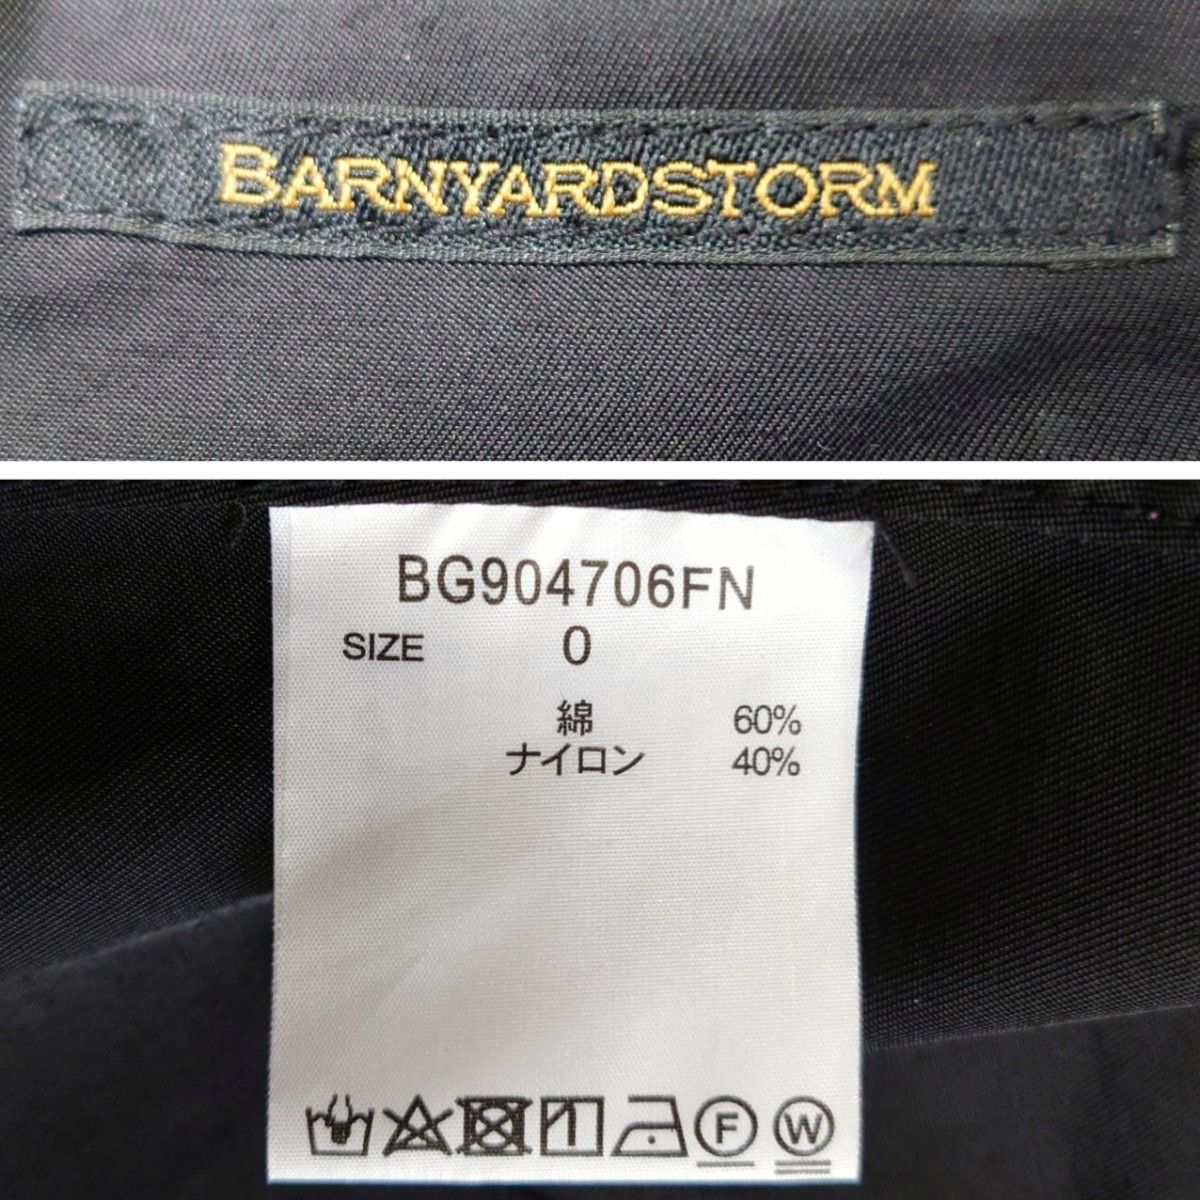 BARNYARDSTORM
BG904706FN
SIZE 0
綿 60%
ナイロン 40%
F W